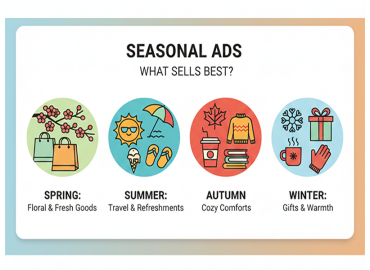 SEASONAL ADS
WHAT SELLS BEST?
SPRING:
Floral & Fresh Goods
SUMMER:
Travel & Refreshments
AUTUMN
Cozy Comforts
WINTER:
Gifts & Warmth